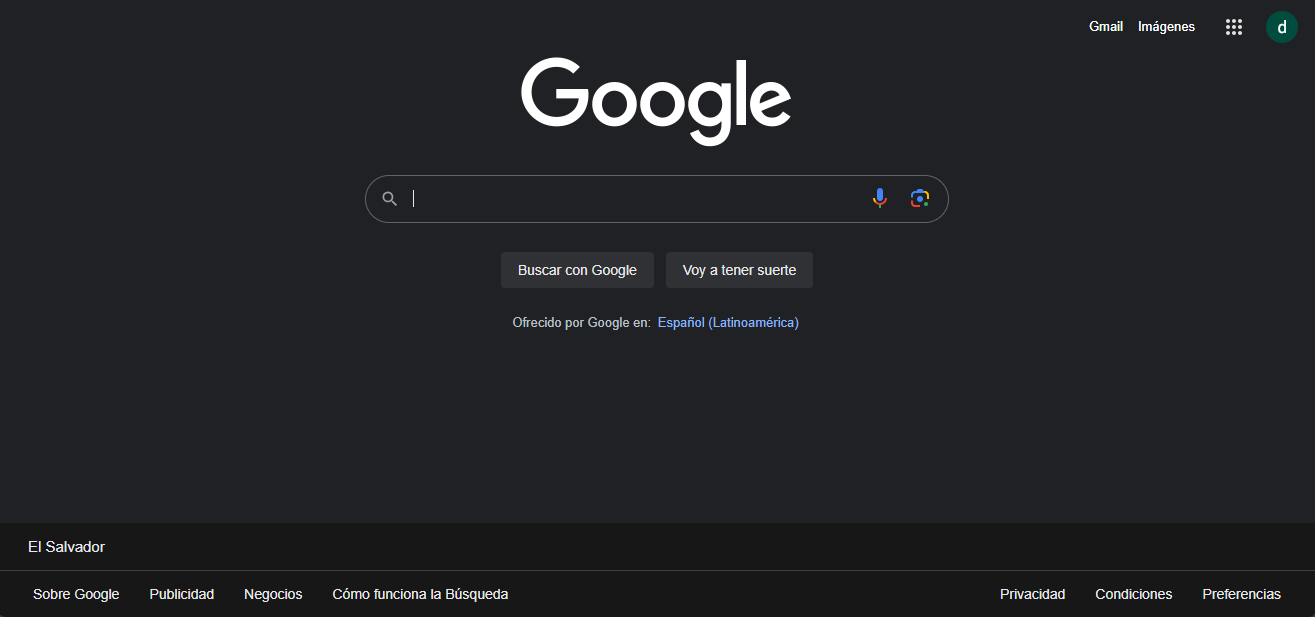 Gmail Imágenes d
Google
Buscar con Google Voy a tener suerte
Ofrecido por Google en: Español (Latinoamérica)
El Salvador
Sobre Google Publicidad Negocios Cómo funciona la Búsqueda Privacidad Condiciones Preferencias